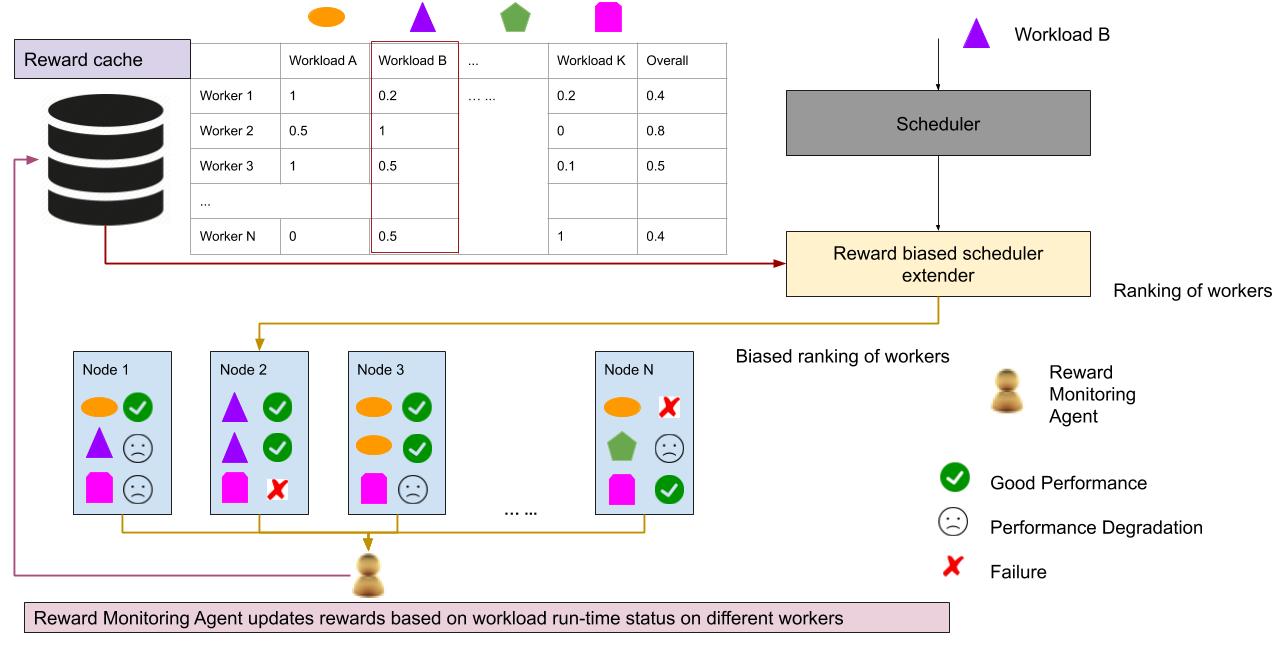 Workload B
Reward cache
Workload A Workload B ... Workload K Overall
Worker 1 1 0.2 ... ... 0.2 0.4
Worker 2 0.5 1 0 0.8
Worker 3 1 0.5 0.1 0.5
...
Worker N 0 0.5 1 0.4
Scheduler
Reward biased scheduler
extender
Ranking of workers
Biased ranking of workers
Node 1 Node 2 Node 3 Node N
... ...
Reward
Monitoring
Agent
Good Performance
Performance Degradation
Failure
Reward Monitoring Agent updates rewards based on workload run-time status on different workers